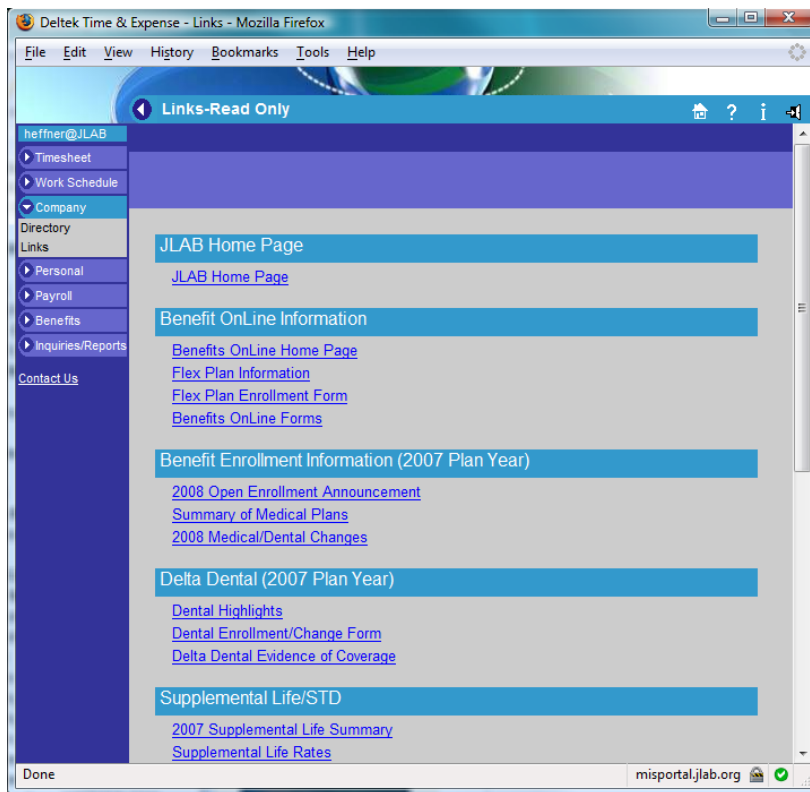 Deltek Time & Expense - Links - Mozilla Firefox
File Edit View History Bookmarks Tools Help
Links-Read Only
heffner@JLAB
Timesheet
Work Schedule
Company
Directory
Links
Personal
Payroll
Benefits
Inquiries/Reports
Contact Us
JLAB Home Page
JLAB Home Page
Benefit OnLine Information
Benefits OnLine Home Page
Flex Plan Information
Flex Plan Enrollment Form
Benefits OnLine Forms
Benefit Enrollment Information (2007 Plan Year)
2008 Open Enrollment Announcement
Summary of Medical Plans
2008 Medical/Dental Changes
Delta Dental (2007 Plan Year)
Dental Highlights
Dental Enrollment/Change Form
Delta Dental Evidence of Coverage
Supplemental Life/STD
2007 Supplemental Life Summary
Supplemental Life Rates
Done
misportal.jlab.org